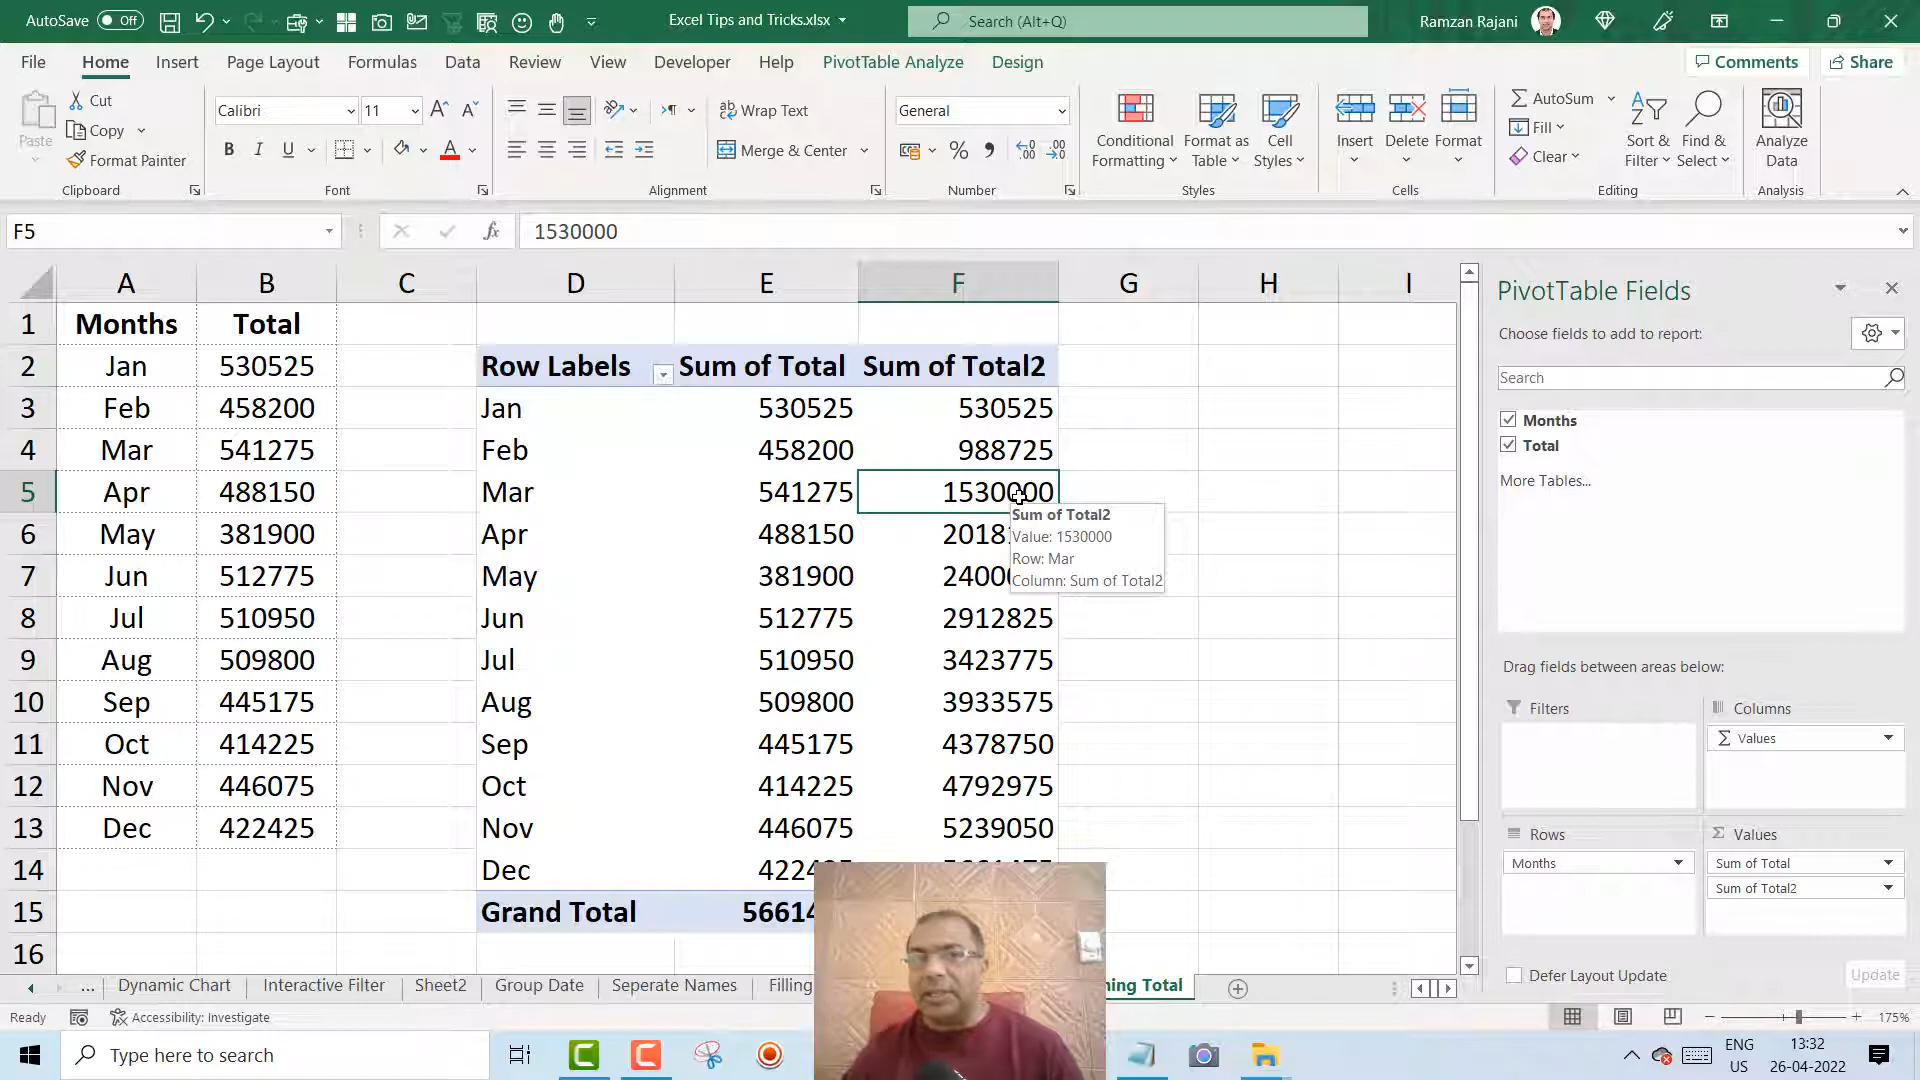 AutoSave Off Excel Tips and Tricks.xlsx Search (Alt+Q) Ramzan Rajani
File Home Insert Page Layout Formulas Data Review View Developer Help PivotTable Analyze Design Comments Share
Paste Cut Copy Format Painter Clipboard
Calibri 11 B I U A Font
Wrap Text Merge & Center Alignment
General % Number
Conditional Formatting Format as Table Cell Styles Styles
Insert Delete Format Cells
AutoSum Fill Clear Sort & Filter Find & Select Editing
Analyze Data Analysis
F5 fx 1530000
A B C D E F G H I
1 Months Total
2 Jan 530525 Row Labels Sum of Total Sum of Total2
3 Feb 458200 Jan 530525 530525
4 Mar 541275 Feb 458200 988725
5 Apr 488150 Mar 541275 1530000
6 May 381900 Apr 488150
7 Jun 512775 May 381900
8 Jul 510950 Jun 512775 2912825
9 Aug 509800 Jul 510950 3423775
10 Sep 445175 Aug 509800 3933575
11 Oct 414225 Sep 445175 4378750
12 Nov 446075 Oct 414225 4792975
13 Dec 422425 Nov 446075 5239050
14 Dec
15 Grand Total
16
Sum of Total2
Value: 1530000
Row: Mar
Column: Sum of Total2
PivotTable Fields
Choose fields to add to report:
Search
Months
Total
More Tables...
Drag fields between areas below:
Filters Columns
Values
Rows Values
Months Sum of Total
Sum of Total2
Defer Layout Update Update
... Dynamic Chart Interactive Filter Sheet2 Group Date Seperate Names Filling ning Total
Ready Accessibility: Investigate 175%
Type here to search ENG US 13:32 26-04-2022